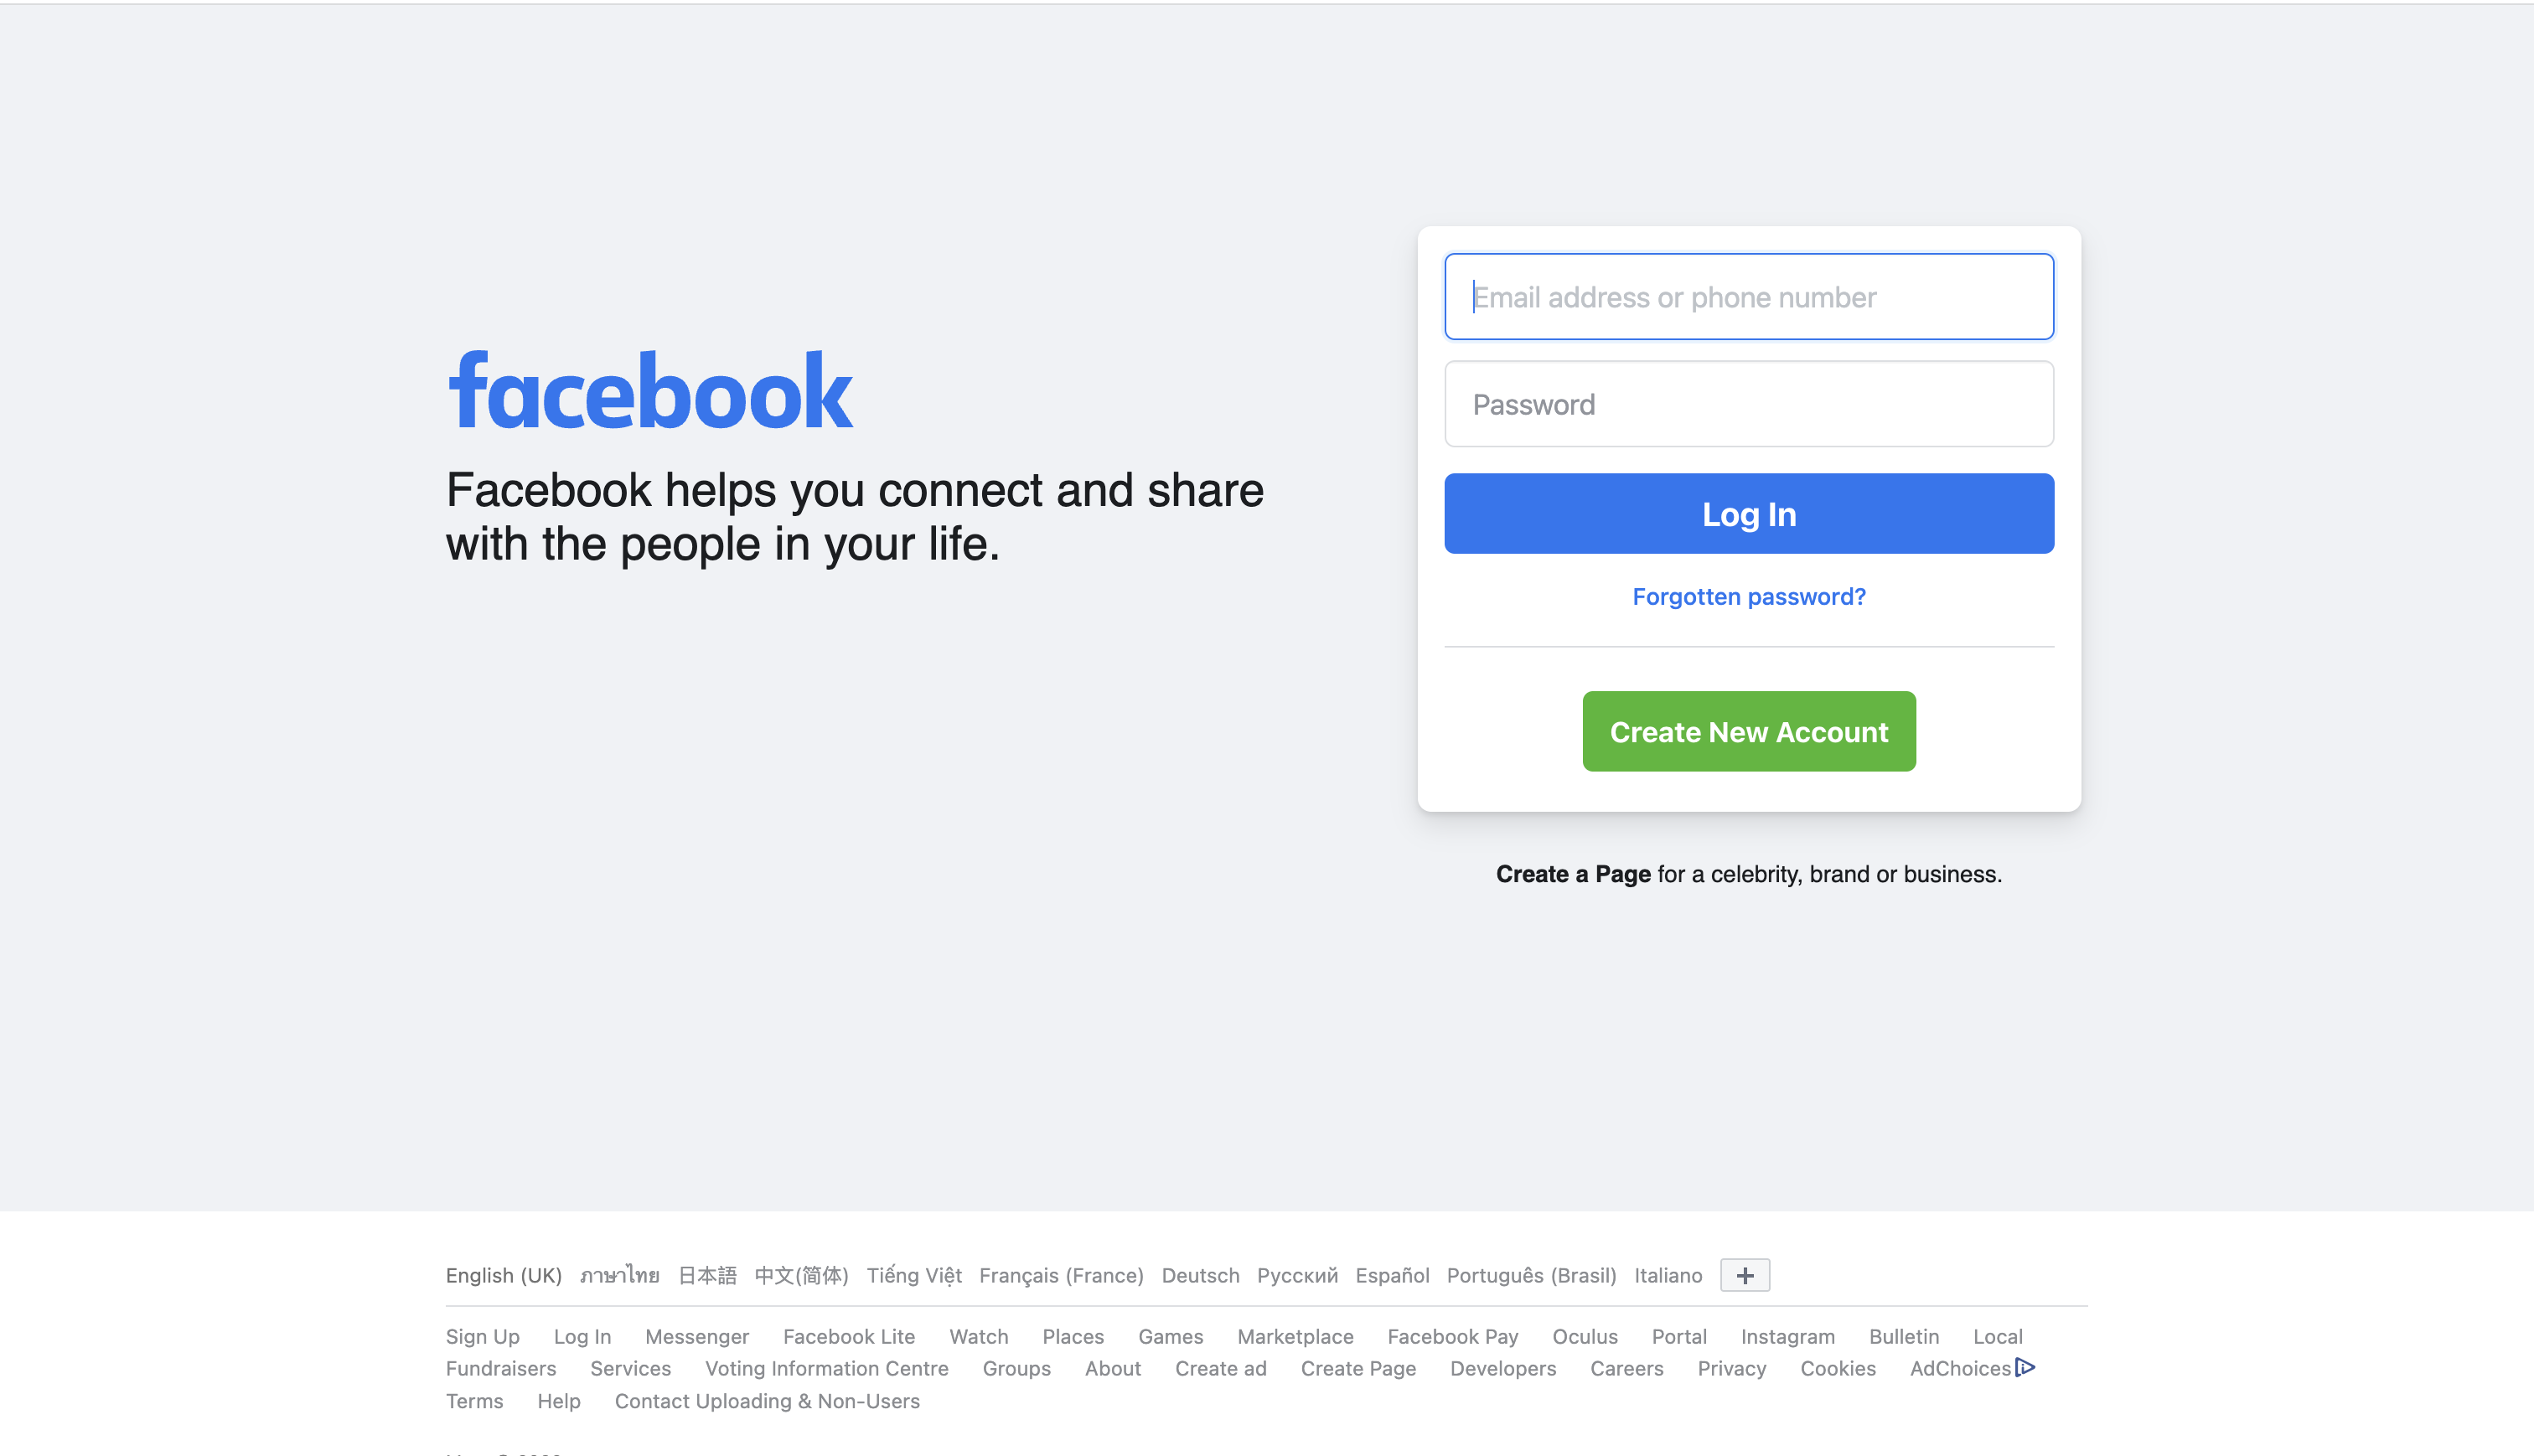 facebook
Facebook helps you connect and share
with the people in your life.
Email address or phone number
Password
Log In
Forgotten password?
Create New Account
Create a Page for a celebrity, brand or business.
English (UK) ภาษาไทย 日本語 中文(简体) Tiếng Việt Français (France) Deutsch Русский Español Português (Brasil) Italiano +
Sign Up Log In Messenger Facebook Lite Watch Places Games Marketplace Facebook Pay Oculus Portal Instagram Bulletin Local
Fundraisers Services Voting Information Centre Groups About Create ad Create Page Developers Careers Privacy Cookies AdChoices
Terms Help Contact Uploading & Non-Users